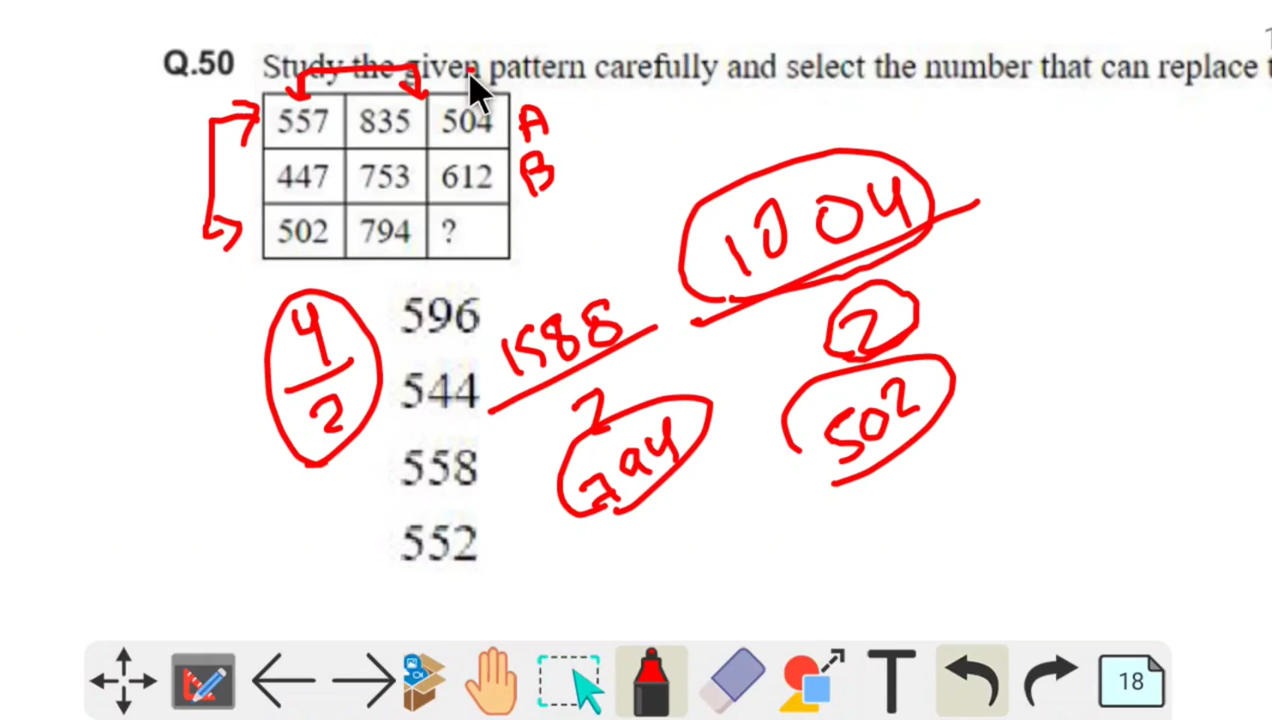 Q.50 Study the given pattern carefully and select the number that can replace
557 835 504 A
447 753 612 B
502 794 ?
1004
2
502
1588
2
794
4
2
596
544
558
552
T
18